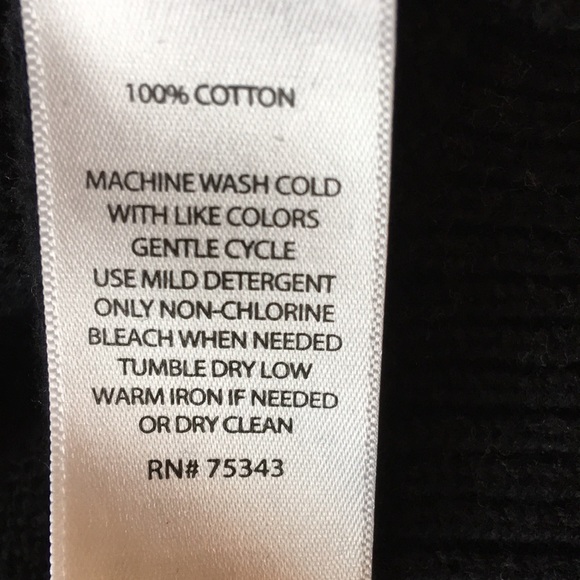 100% COTTON
MACHINE WASH COLD
WITH LIKE COLORS
GENTLE CYCLE
USE MILD DETERGENT
ONLY NON-CHLORINE
BLEACH WHEN NEEDED
TUMBLE DRY LOW
WARM IRON IF NEEDED
OR DRY CLEAN
RN# 75343